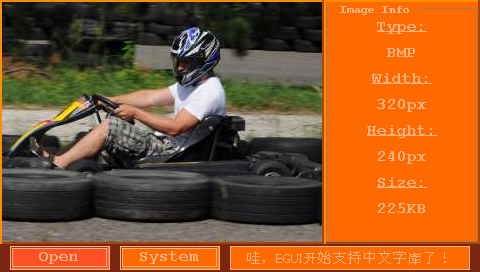 Image Info
Type:
BMP
Width:
320px
Height:
240px
Size:
225KB
Open
System
哇，EGUI开始支持中文字库了！